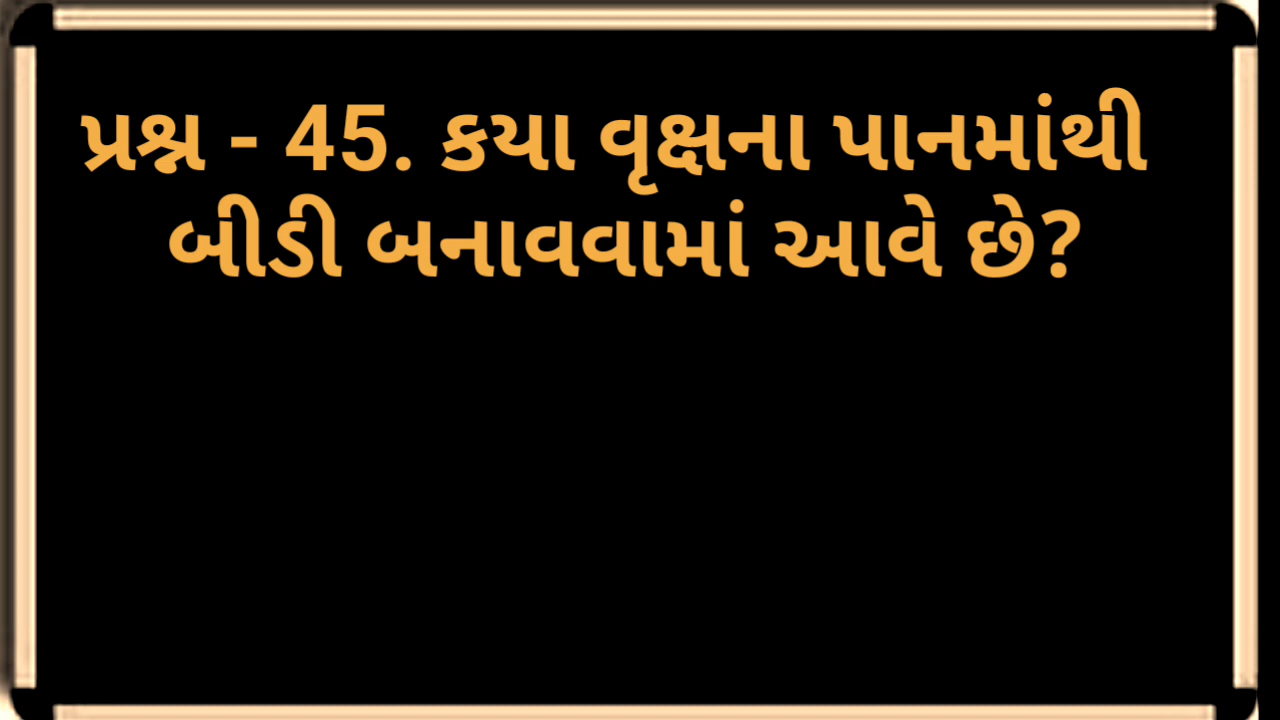 પ્રશ્ન - 45. કયા વૃક્ષના પાનમાંથી
બીડી બનાવવામાં આવે છે?